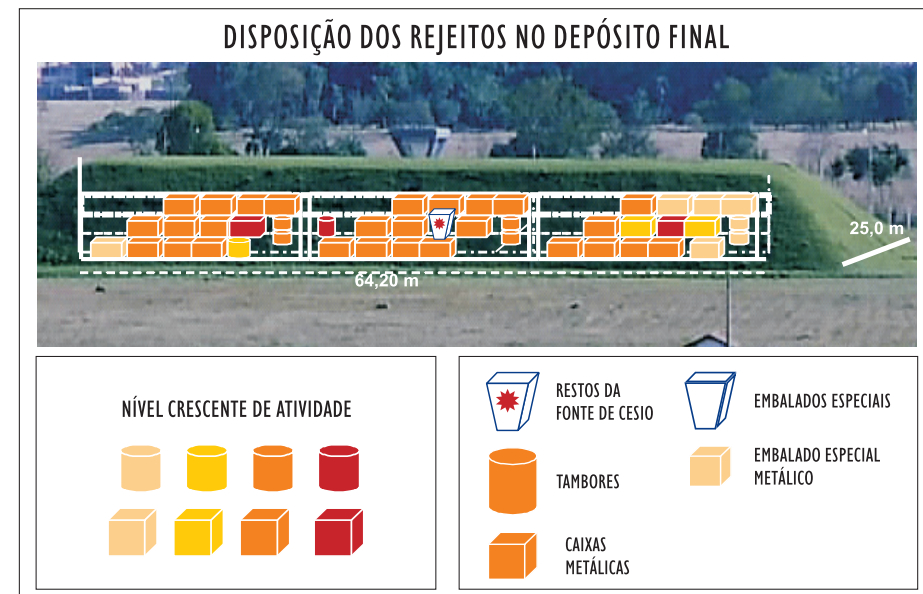 DISPOSIÇÃO DOS REJEITOS NO DEPÓSITO FINAL
25,0 m
64,20 m
NÍVEL CRESCENTE DE ATIVIDADE
RESTOS DA
FONTE DE CESIO
EMBALADOS ESPECIAIS
TAMBORES
EMBALADO ESPECIAL
METÁLICO
CAIXAS
METÁLICAS